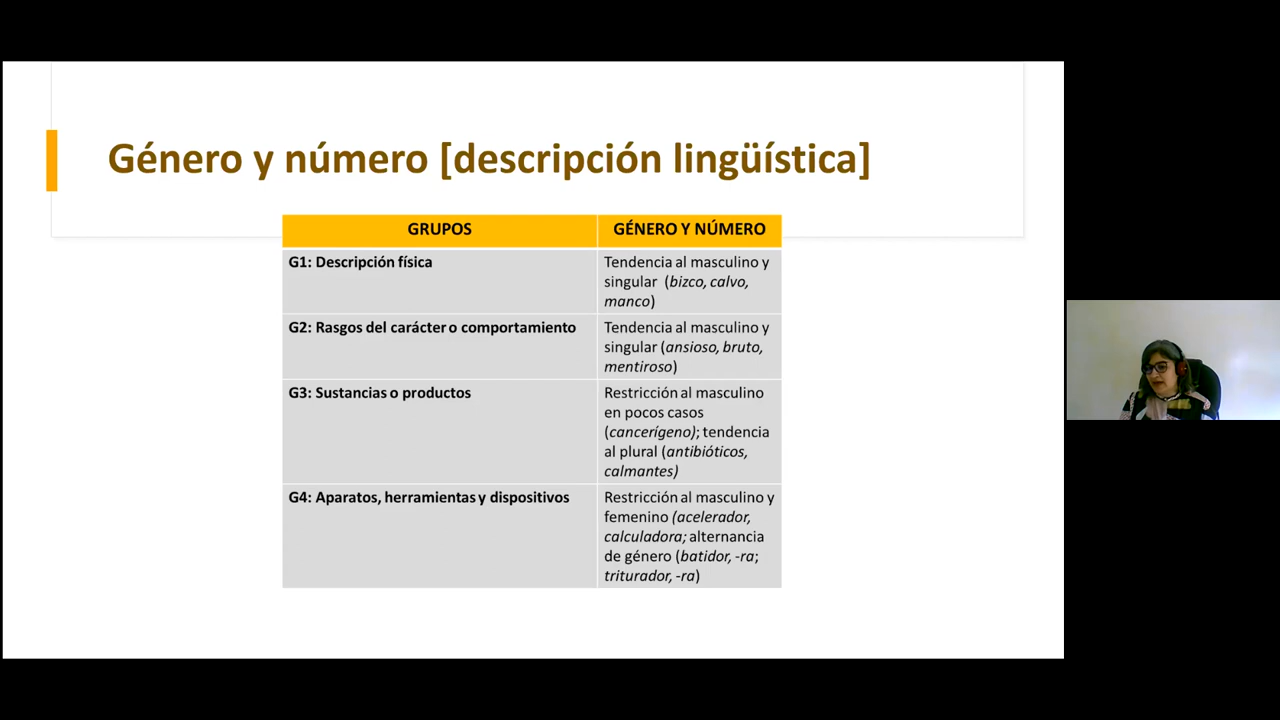 Género y número [descripción lingüística]
GRUPOS
GÉNERO Y NÚMERO
G1: Descripción física
Tendencia al masculino y
singular (bizco, calvo,
manco)
G2: Rasgos del carácter o comportamiento
Tendencia al masculino y
singular (ansioso, bruto,
mentiroso)
G3: Sustancias o productos
Restricción al masculino
en pocos casos
(cancerígeno); tendencia
al plural (antibióticos,
calmantes)
G4: Aparatos, herramientas y dispositivos
Restricción al masculino y
femenino (acelerador,
calculadora; alternancia
de género (batidor, -ra;
triturador, -ra)